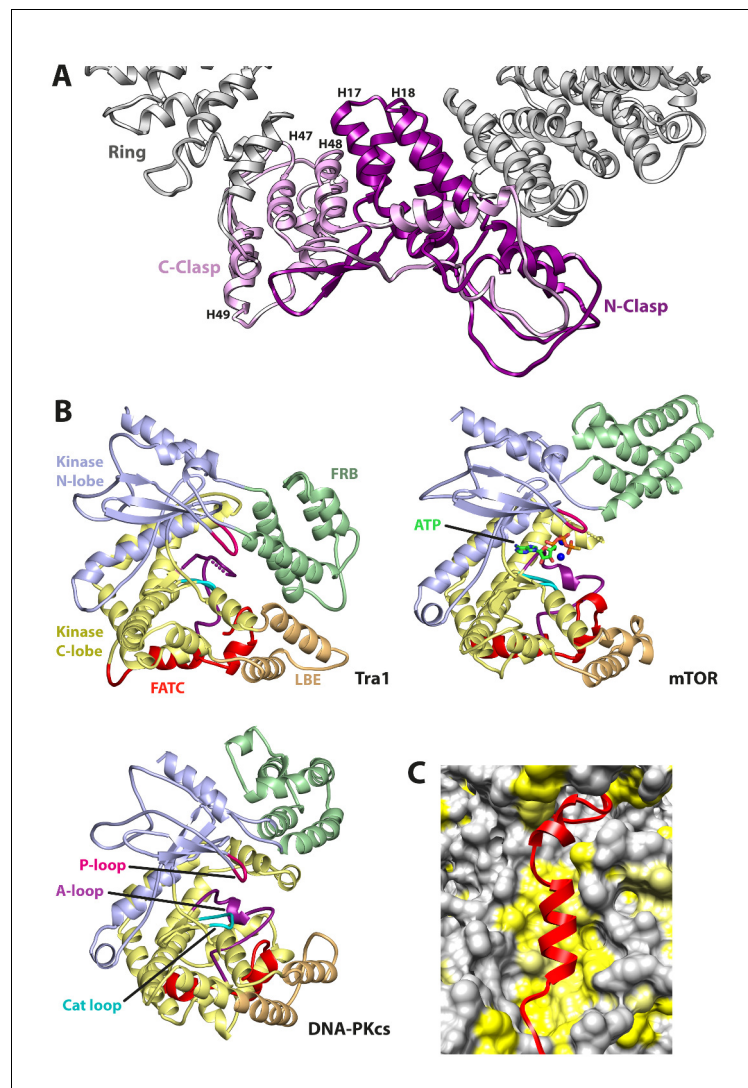 A
H17
H18
Ring
H47
H48
C-Clasp
H49
N-Clasp
B
Kinase
N-lobe
FRB
ATP
Kinase
C-lobe
FATC
LBE
Tra1
mTOR
C
P-loop
A-loop
Cat loop
DNA-PKcs